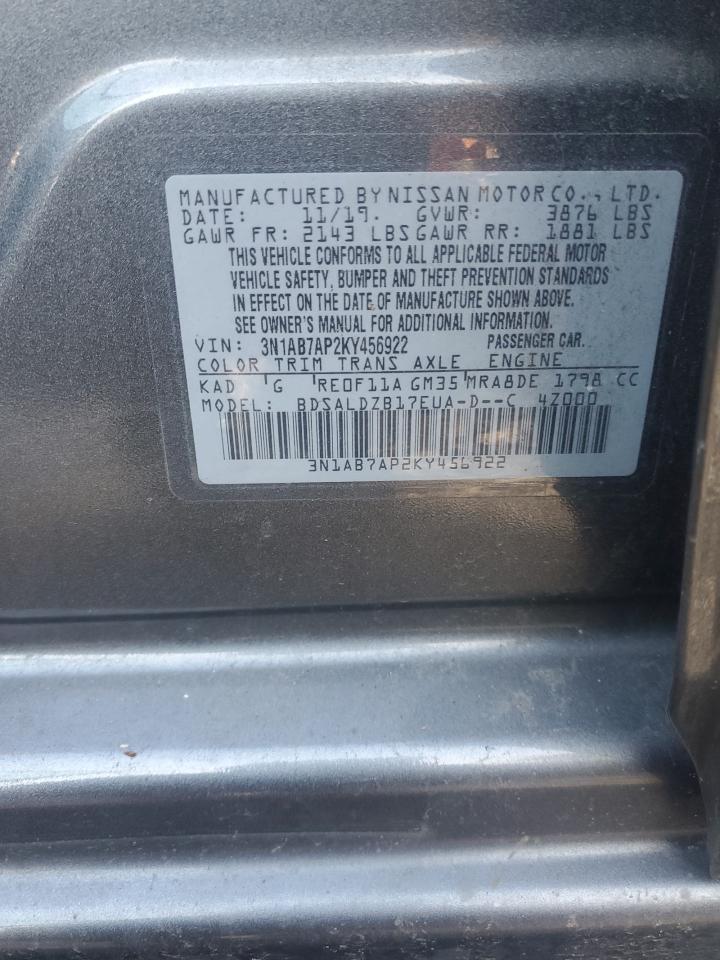 MANUFACTURED BY NISSAN MOTOR CO., LTD.
DATE: 11/19. GVWR: 3876 LBS
GAWR FR: 2143 LBS GAWR RR: 1881 LBS
THIS VEHICLE CONFORMS TO ALL APPLICABLE FEDERAL MOTOR
VEHICLE SAFETY, BUMPER AND THEFT PREVENTION STANDARDS
IN EFFECT ON THE DATE OF MANUFACTURE SHOWN ABOVE.
SEE OWNER'S MANUAL FOR ADDITIONAL INFORMATION.
VIN: 3N1AB7AP2KY456922 PASSENGER CAR.
COLOR TRIM TRANS AXLE ENGINE
KAD G RE0F11A GM35 MRA8DE 1798 CC
MODEL: BDSALDZB17EUA-D--C 4Z000
3N1AB7AP2KY456922